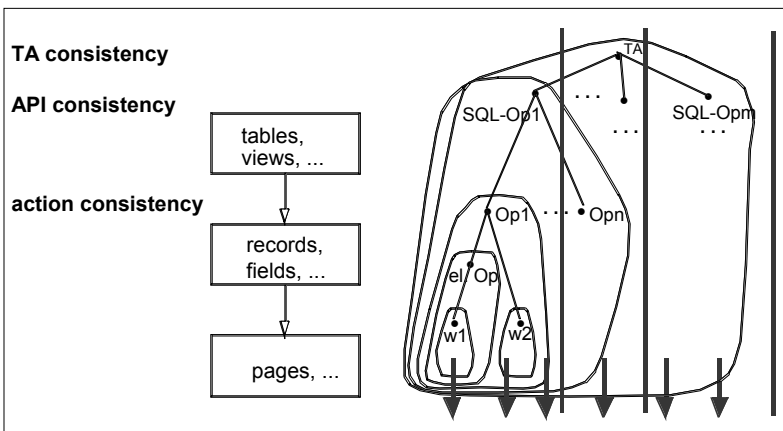 TA consistency
API consistency
action consistency
tables,
views, ...
records,
fields, ...
pages, ...
TA
. . .
SQL-Op1
SQL-Opm
. . .
. . .
Op1
. . .
Opn
el. Op
w1
w2